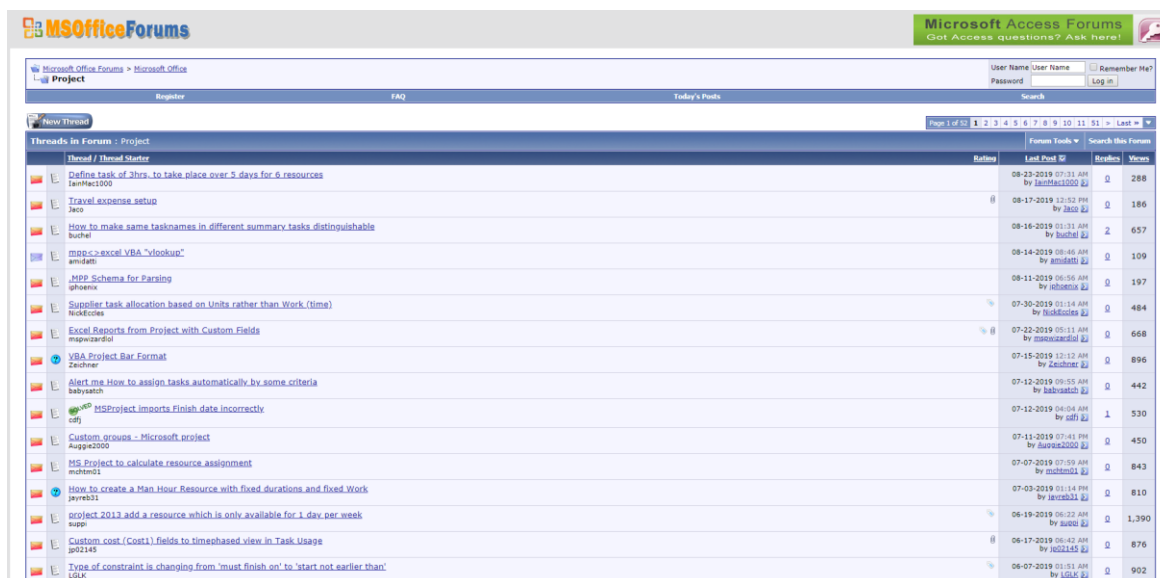 MSOfficeForums
Microsoft Access Forums
Got Access questions? Ask here!
Microsoft Office Forums > Microsoft Office
Project
User Name User Name Remember Me?
Password Log in
Register FAQ Today's Posts Search
New Thread
Page 1 of 52 1 2 3 4 5 6 7 8 9 10 11 51 > Last »
Threads in Forum : Project Forum Tools Search this Forum
Thread / Thread Starter Rating Last Post Replies Views
Define task of 3hrs, to take place over 5 days for 6 resources 08-23-2019 07:31 AM 0 288
IainMac1000 by IainMac1000
Travel expense setup 08-17-2019 12:52 PM 0 186
Jaco by Jaco
How to make same tasknames in different summary tasks distinguishable 08-16-2019 01:31 AM 2 657
buchel by buchel
mpp<>excel VBA "vlookup" 08-14-2019 08:46 AM 0 109
amidatti by amidatti
.MPP Schema for Parsing 08-11-2019 06:56 AM 0 197
iphoenix by iphoenix
Supplier task allocation based on Units rather than Work (time) 07-30-2019 01:14 AM 0 484
NickEccles by NickEccles
Excel Reports from Project with Custom Fields 07-22-2019 05:11 AM 0 668
mspwizardlol by mspwizardlol
VBA Project Bar Format 07-15-2019 12:12 AM 0 896
Zeichner by Zeichner
Alert me How to assign tasks automatically by some criteria 07-12-2019 09:55 AM 0 442
babysatch by babysatch
SOLVED MSProject imports Finish date incorrectly 07-12-2019 04:04 AM 1 530
cdfj by cdfj
Custom groups - Microsoft project 07-11-2019 07:41 PM 0 450
Auggie2000 by Auggie2000
MS Project to calculate resource assignment 07-07-2019 07:59 AM 0 843
mchtm01 by mchtm01
How to create a Man Hour Resource with fixed durations and fixed Work 07-03-2019 01:14 PM 0 810
jayreb31 by jayreb31
project 2013 add a resource which is only available for 1 day per week 06-19-2019 06:22 AM 0 1,390
suppi by suppi
Custom cost (Cost1) fields to timephased view in Task Usage 06-17-2019 06:42 AM 0 876
jp02145 by jp02145
Type of constraint is changing from 'must finish on' to 'start not earlier than' 06-07-2019 01:51 AM 0 902
LGLK by LGLK